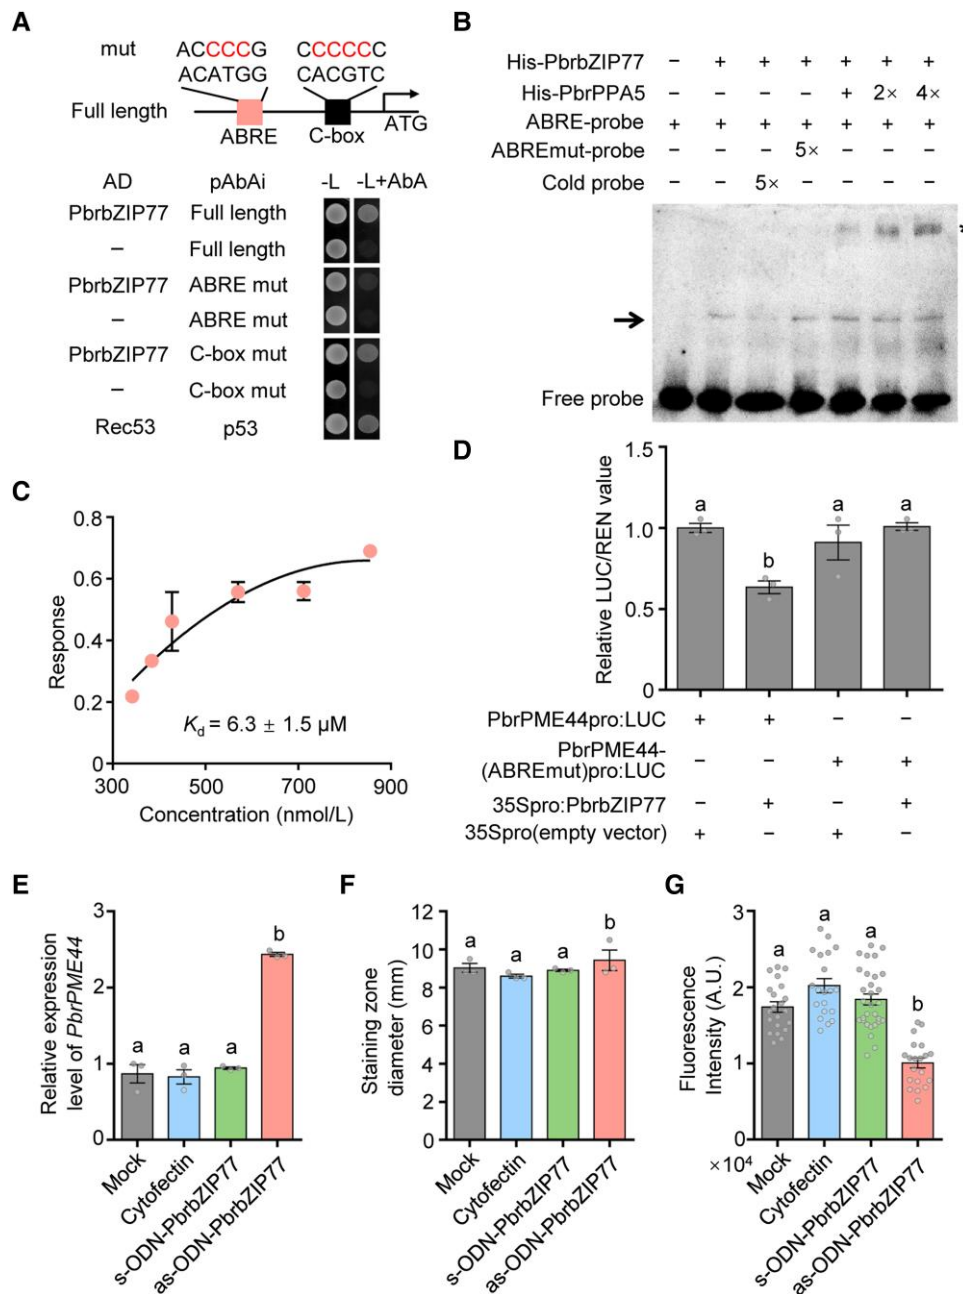 A
mut
ACCCCG
CCCCCC
ACATGG
CACGTC
Full length
ABRE
C-box
ATG
AD
pAbAi
-L
-L+AbA
PbrbZIP77
Full length
–
Full length
PbrbZIP77
ABRE mut
–
ABRE mut
PbrbZIP77
C-box mut
–
C-box mut
Rec53
p53
B
His-PbrbZIP77 – + + + + + +
His-PbrPPA5 – – – – + 2× 4×
ABRE-probe + + + + + + +
ABREmut-probe – – – 5× – – –
Cold probe – – 5× – – – –
*
Free probe
C
Response
0.8
0.6
0.4
0.2
0
Kd = 6.3 ± 1.5 µM
300 500 700 900
Concentration (nmol/L)
D
Relative LUC/REN value
1.5
1.0
0.5
0
a b a a
PbrPME44pro:LUC + + – –
PbrPME44-
(ABREmut)pro:LUC – – + +
35Spro:PbrbZIP77 – + – +
35Spro(empty vector) + – + –
E
Relative expression
level of PbrPME44
3
2
1
0
a a a b
Mock
Cytofectin
s-ODN-PbrbZIP77
as-ODN-PbrbZIP77
F
Staining zone
diameter (mm)
12
10
8
6
4
2
0
a a a b
Mock
Cytofectin
s-ODN-PbrbZIP77
as-ODN-PbrbZIP77
G
Fluorescence
Intensity (A.U.)
3
2
1
0
×10⁴
a a a b
Mock
Cytofectin
s-ODN-PbrbZIP77
as-ODN-PbrbZIP77